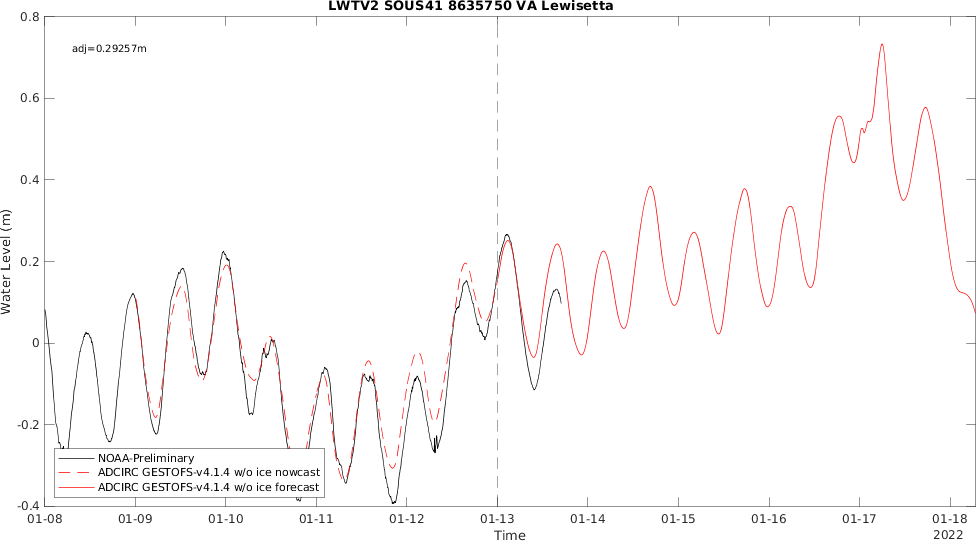 LWTV2 SOUS41 8635750 VA Lewisetta
adj=0.29257m
Water Level (m)
0.8
0.6
0.4
0.2
0
-0.2
-0.4
NOAA-Preliminary
ADCIRC GESTOFS-v4.1.4 w/o ice nowcast
ADCIRC GESTOFS-v4.1.4 w/o ice forecast
01-08 01-09 01-10 01-11 01-12 01-13 01-14 01-15 01-16 01-17 01-18
Time
2022